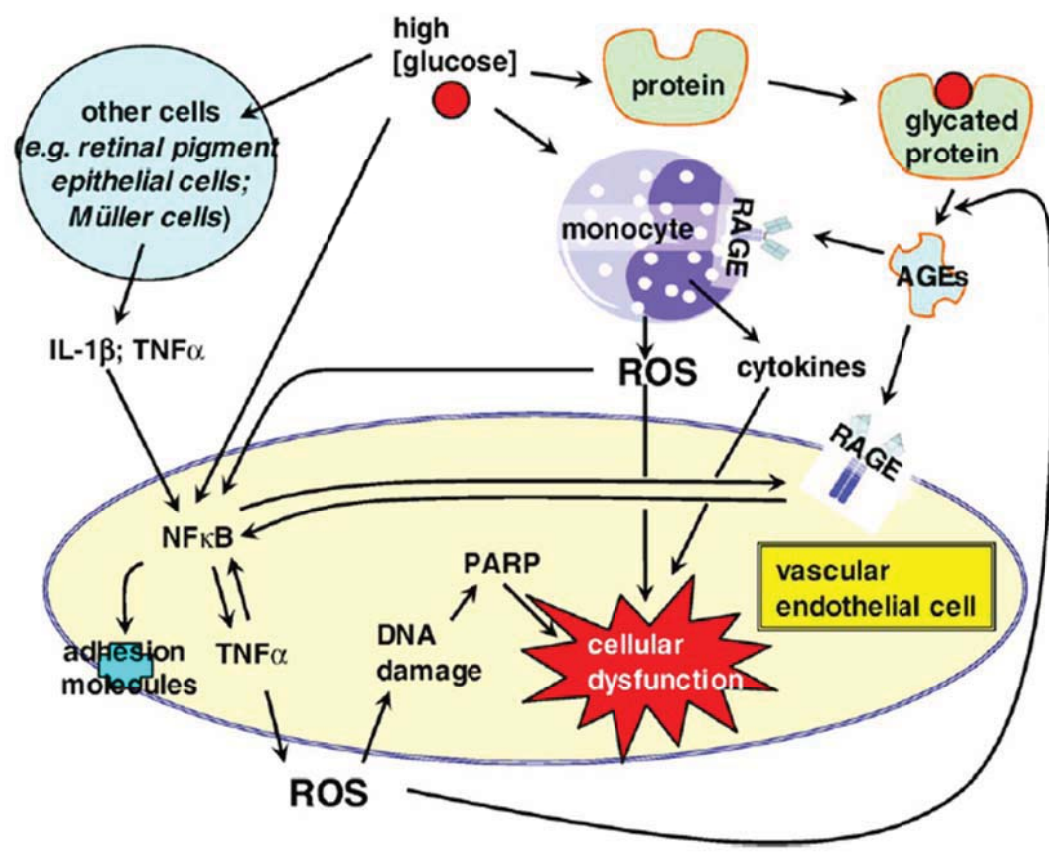 high
[glucose]
protein
glycated
protein
other cells
(e.g. retinal pigment
epithelial cells;
Müller cells)
monocyte
RAGE
AGEs
IL-1β; TNFα
ROS
cytokines
RAGE
NFκB
PARP
vascular
endothelial cell
adhesion
molecules
TNFα
DNA
damage
cellular
dysfunction
ROS